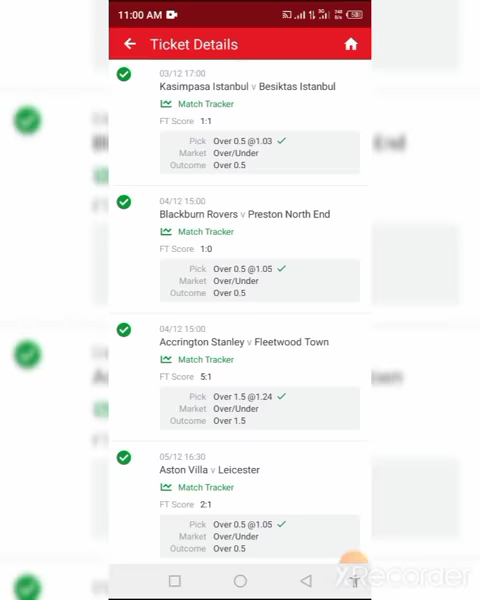 11:00 AM
Ticket Details
03/12 17:00
Kasimpasa Istanbul v Besiktas Istanbul
Match Tracker
FT Score 1:1
Pick Over 0.5 @1.03
Market Over/Under
Outcome Over 0.5
04/12 15:00
Blackburn Rovers v Preston North End
Match Tracker
FT Score 1:0
Pick Over 0.5 @1.05
Market Over/Under
Outcome Over 0.5
04/12 15:00
Accrington Stanley v Fleetwood Town
Match Tracker
FT Score 5:1
Pick Over 1.5 @1.24
Market Over/Under
Outcome Over 1.5
05/12 16:30
Aston Villa v Leicester
Match Tracker
FT Score 2:1
Pick Over 0.5 @1.05
Market Over/Under
Outcome Over 0.5
XRecorder